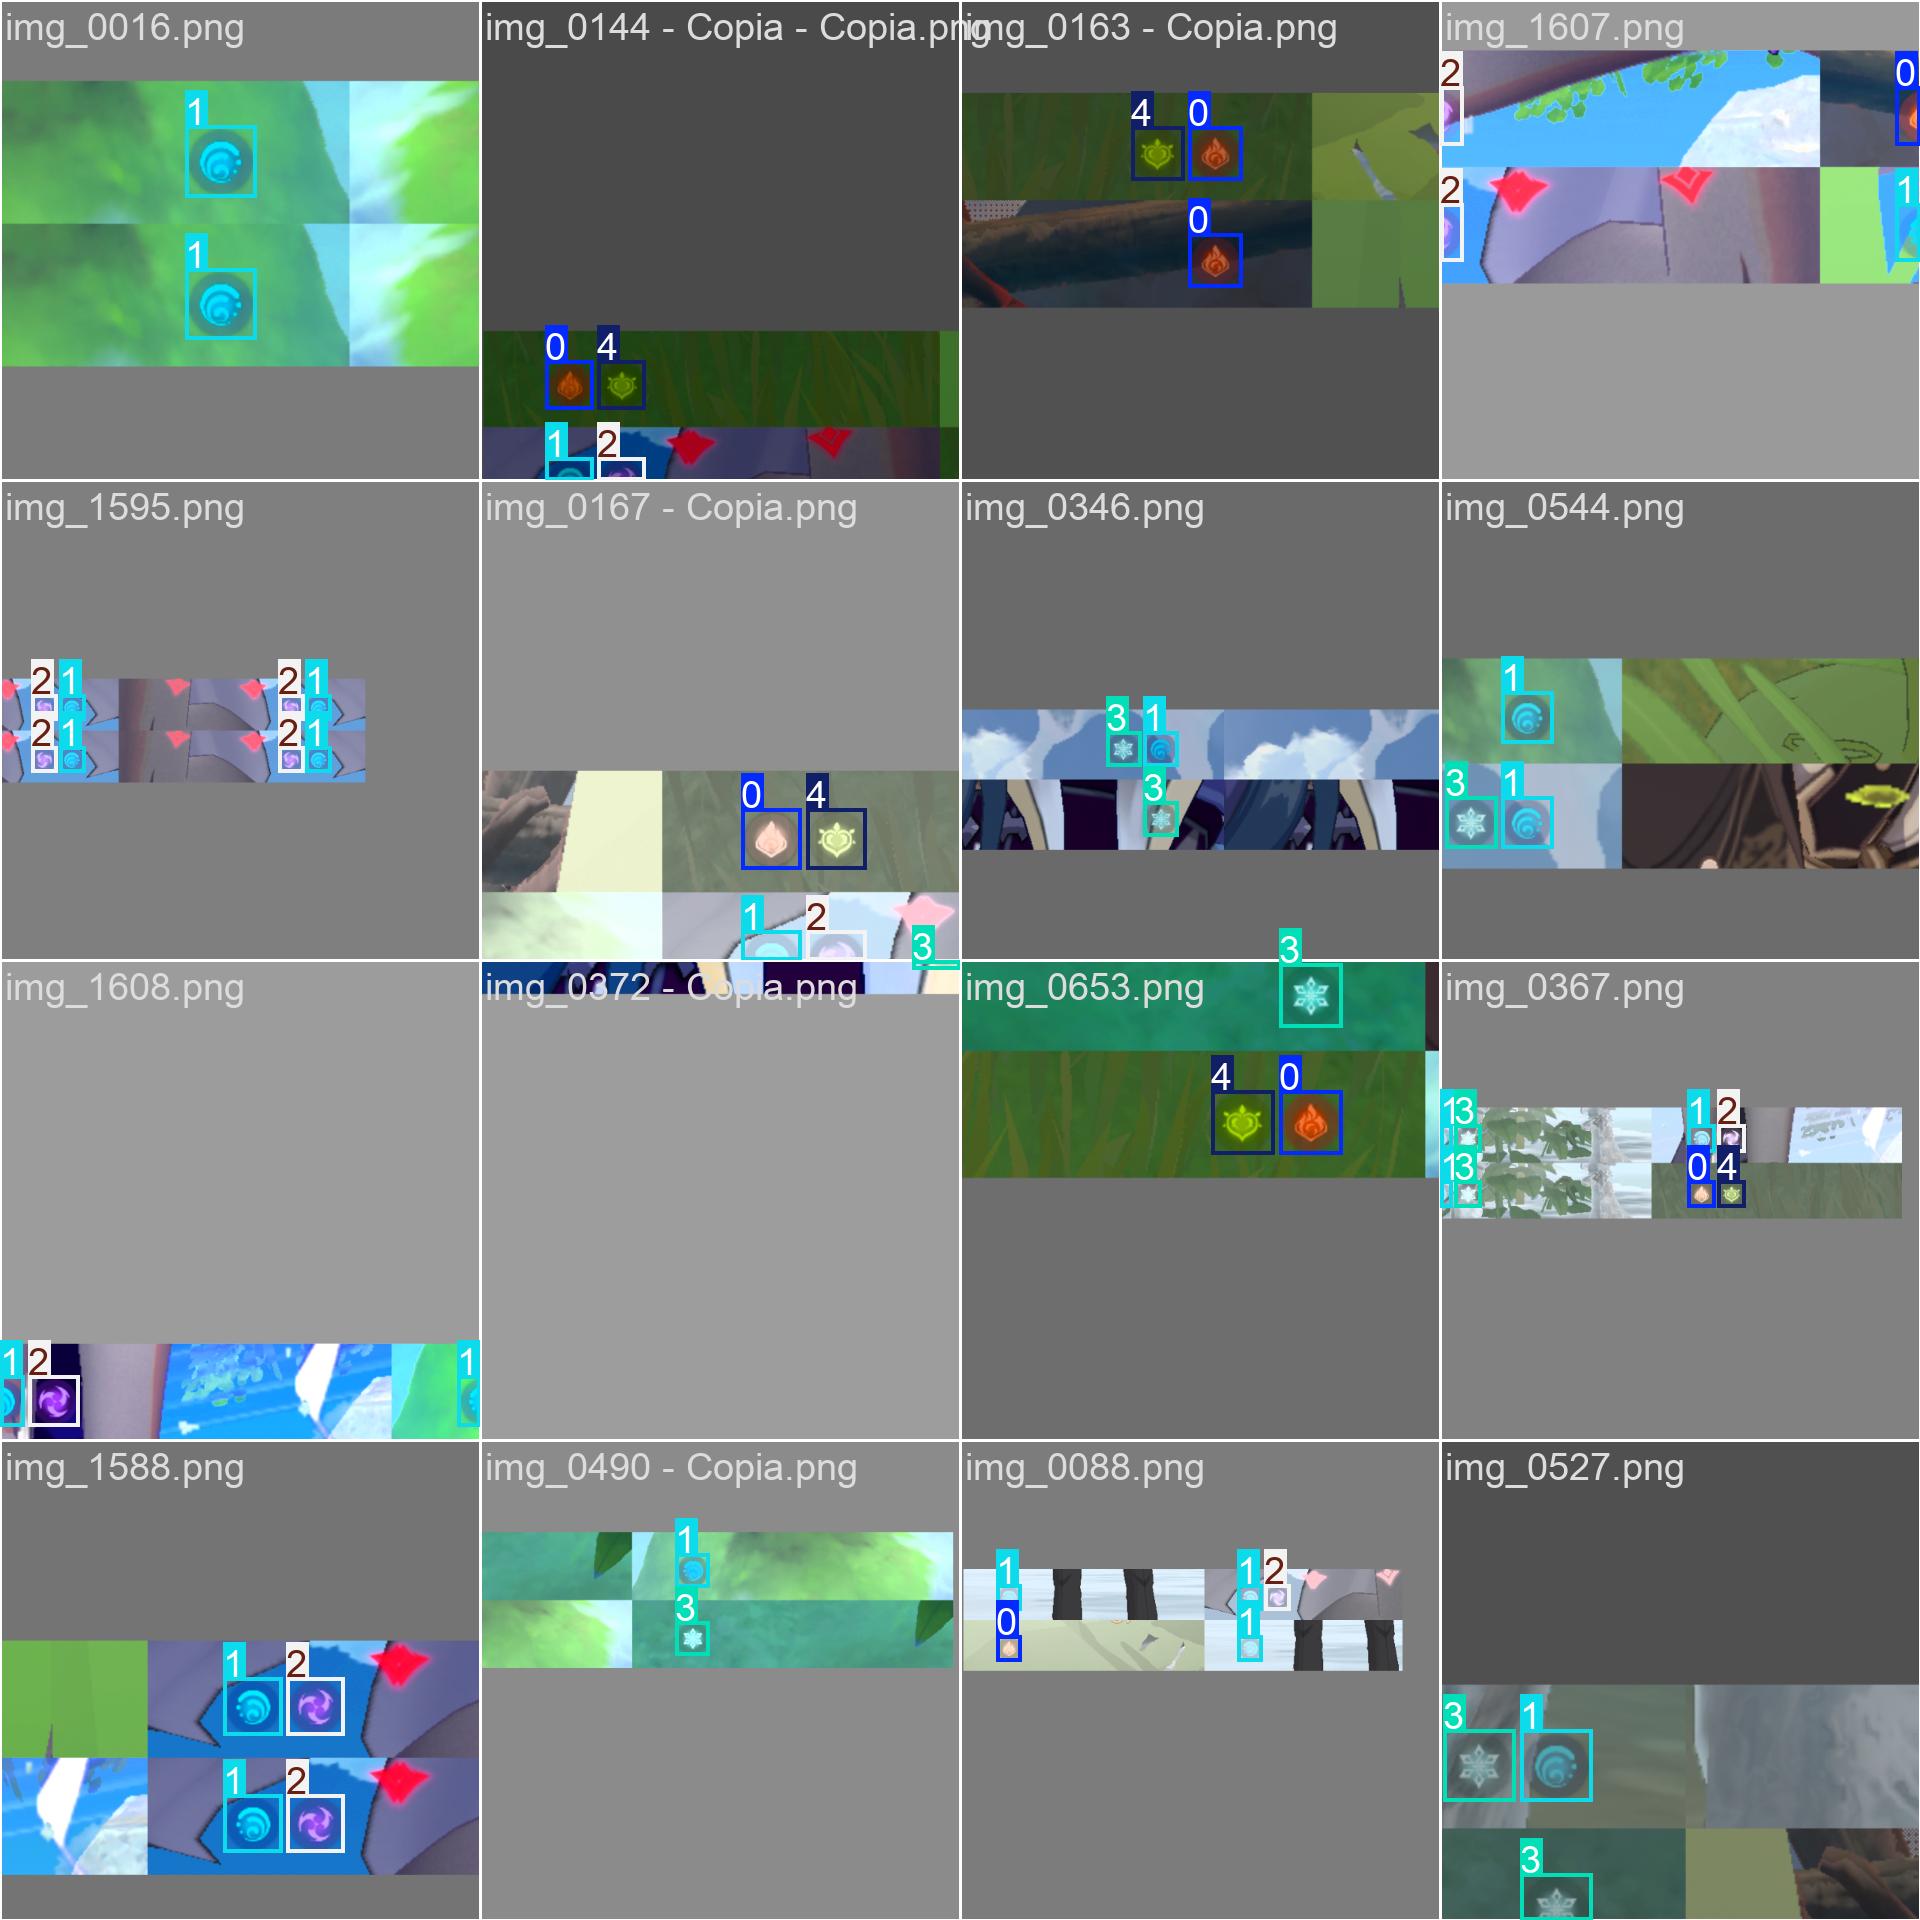 img_0016.png
img_0144 - Copia - Copia.png
img_0163 - Copia.png
img_1607.png
1
1
0 4
1 2
4 0
0
2 0
2 1
img_1595.png
img_0167 - Copia.png
img_0346.png
img_0544.png
2 1 2 1
2 1 2 1
0 4
1 2
3
3 1
3
1
3 1
img_1608.png
img_0372 - Copia.png
img_0653.png
img_0367.png
1 2 1
3
4 0
1 3 1 2
1 3 0 4
img_1588.png
img_0490 - Copia.png
img_0088.png
img_0527.png
1 2
1 2
1
3
1 1 2
0 1
3 1
3